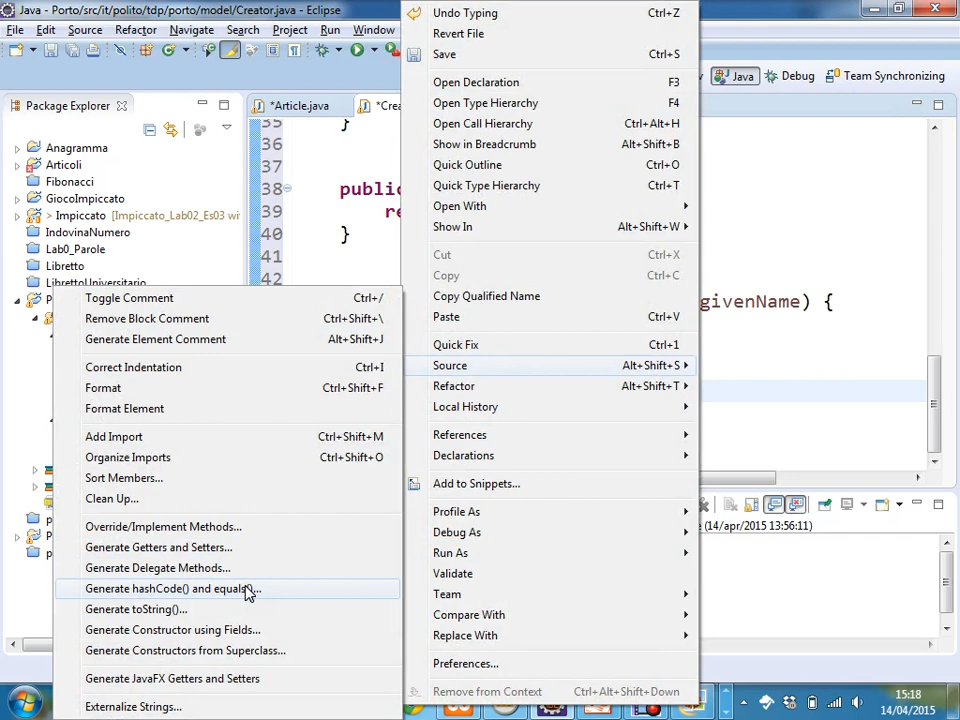 Java - Porto/src/it/polito/tdp/porto/model/Creator.java - Eclipse
File Edit Source Refactor Navigate Search Project Run Window
Java Debug Team Synchronizing
Package Explorer
*Article.java
*Crea
Anagramma
Articoli
Fibonacci
GiocoImpiccato
> Impiccato [Impiccato_Lab02_Es03 wi
IndovinaNumero
Lab0_Parole
Libretto
LibrettoUniversitario
P
P
35 }
36
37
38 public
39 re
40 }
41
42
givenName) {
e (14/apr/2015 13:56:11)
Undo Typing Ctrl+Z
Revert File
Save Ctrl+S
Open Declaration F3
Open Type Hierarchy F4
Open Call Hierarchy Ctrl+Alt+H
Show in Breadcrumb Alt+Shift+B
Quick Outline Ctrl+O
Quick Type Hierarchy Ctrl+T
Open With
Show In Alt+Shift+W
Cut Ctrl+X
Copy Ctrl+C
Copy Qualified Name
Paste Ctrl+V
Quick Fix Ctrl+1
Source Alt+Shift+S
Refactor Alt+Shift+T
Local History
References
Declarations
Add to Snippets...
Profile As
Debug As
Run As
Validate
Team
Compare With
Replace With
Preferences...
Remove from Context Ctrl+Alt+Shift+Down
Toggle Comment Ctrl+/
Remove Block Comment Ctrl+Shift+\
Generate Element Comment Alt+Shift+J
Correct Indentation Ctrl+I
Format Ctrl+Shift+F
Format Element
Add Import Ctrl+Shift+M
Organize Imports Ctrl+Shift+O
Sort Members...
Clean Up...
Override/Implement Methods...
Generate Getters and Setters...
Generate Delegate Methods...
Generate hashCode() and equals()...
Generate toString()...
Generate Constructor using Fields...
Generate Constructors from Superclass...
Generate JavaFX Getters and Setters
Externalize Strings...
15:18
14/04/2015